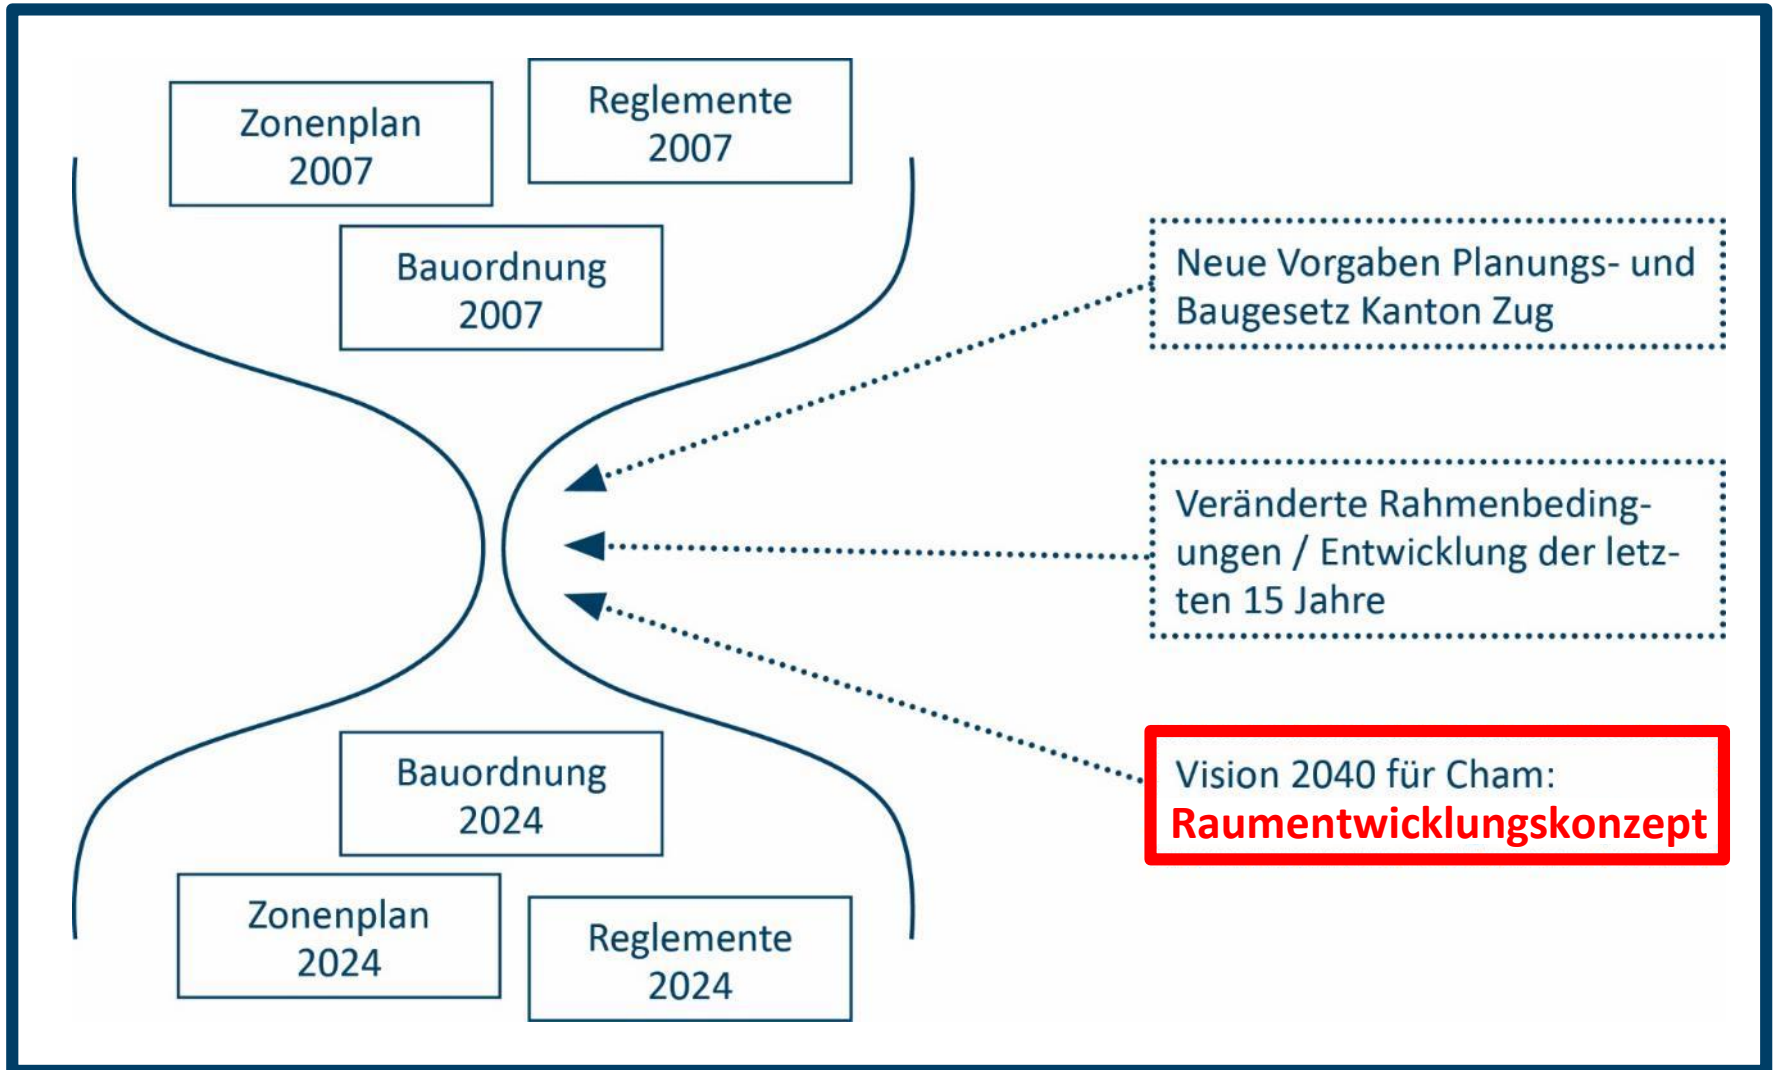 Zonenplan
2007
Reglemente
2007
Bauordnung
2007
Neue Vorgaben Planungs- und
Baugesetz Kanton Zug
Veränderte Rahmenbeding-
ungen / Entwicklung der letz-
ten 15 Jahre
Vision 2040 für Cham:
Raumentwicklungskonzept
Bauordnung
2024
Zonenplan
2024
Reglemente
2024